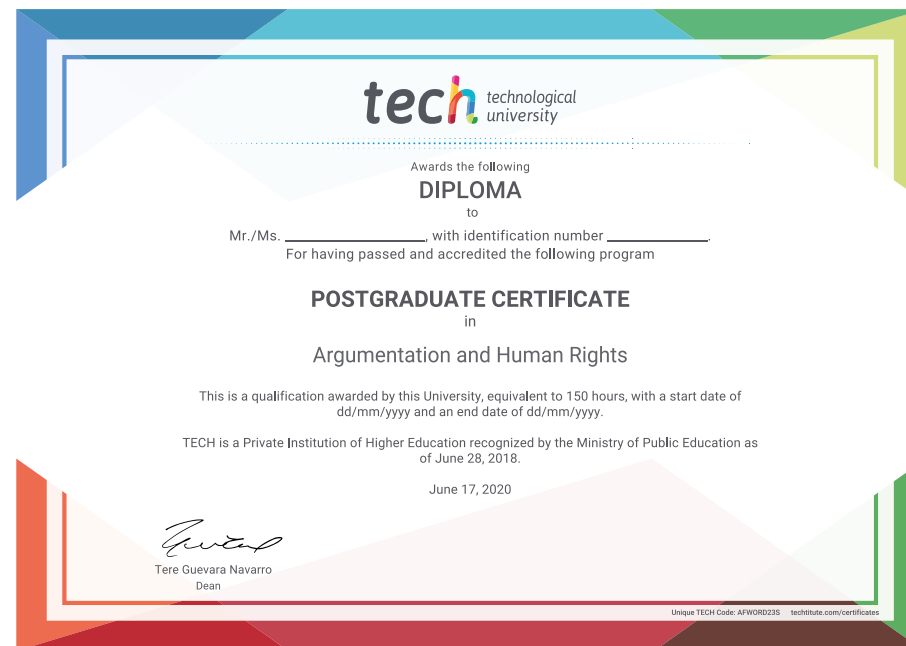 tech technological
university
Awards the following
DIPLOMA
to
Mr./Ms. ____________________, with identification number ______________.
For having passed and accredited the following program
POSTGRADUATE CERTIFICATE
in
Argumentation and Human Rights
This is a qualification awarded by this University, equivalent to 150 hours, with a start date of
dd/mm/yyyy and an end date of dd/mm/yyyy.
TECH is a Private Institution of Higher Education recognized by the Ministry of Public Education as
of June 28, 2018.
June 17, 2020
Tere Guevara Navarro
Dean
Unique TECH Code: AFWORD23S techtitute.com/certificates